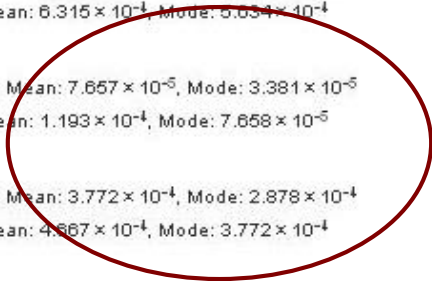 ean: 6.315 × 10⁻⁴, Mode: 5.634 × 10⁻⁴
Mean: 7.657 × 10⁻⁵, Mode: 3.381 × 10⁻⁵
ean: 1.193 × 10⁻⁴, Mode: 7.658 × 10⁻⁵
Mean: 3.772 × 10⁻⁴, Mode: 2.878 × 10⁻⁴
ean: 4.667 × 10⁻⁴, Mode: 3.772 × 10⁻⁴